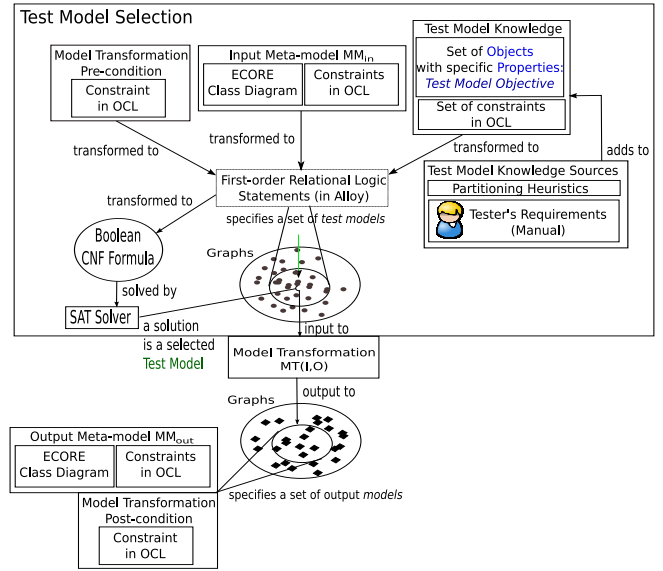 Test Model Selection
Model Transformation
Pre-condition
Constraint
in OCL
Input Meta-model MMin
ECORE
Class Diagram
Constraints
in OCL
Test Model Knowledge
Set of Objects
with specific Properties:
Test Model Objective
Set of constraints
in OCL
transformed to
transformed to
transformed to
adds to
Test Model Knowledge Sources
Partitioning Heuristics
Tester's Requirements
(Manual)
First-order Relational Logic
Statements (in Alloy)
transformed to
specifies a set of test models
Boolean
CNF Formula
Graphs
solved by
SAT Solver
a solution
is a selected
Test Model
input to
Model Transformation
MT(I,O)
output to
Graphs
Output Meta-model MMout
ECORE
Class Diagram
Constraints
in OCL
specifies a set of output models
Model Transformation
Post-condition
Constraint
in OCL